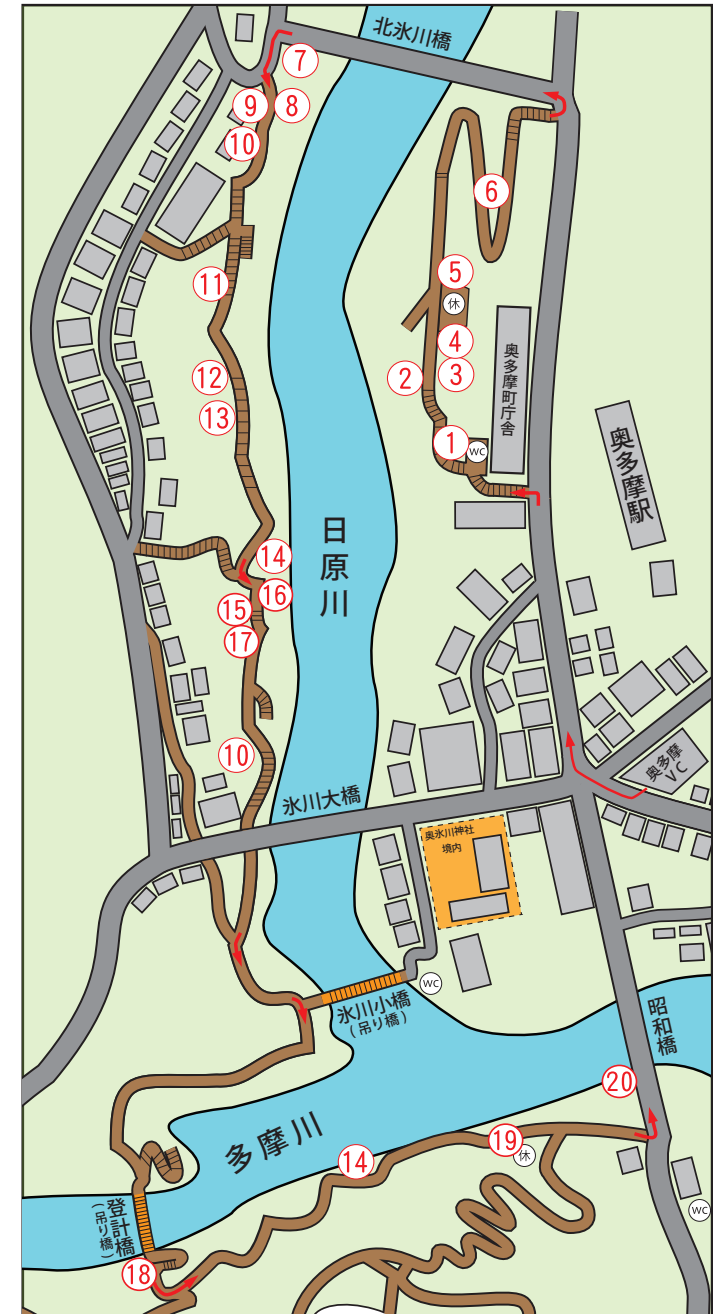 北氷川橋
⑦
⑨
⑧
⑩
⑥
⑪
⑤
休
④
②
③
⑫
⑬
①
WC
奥多摩町庁舎
奥多摩駅
日原川
⑭
⑮
⑯
⑰
⑩
奥多摩
VC
氷川大橋
奥氷川神社
境内
WC
氷川小橋
(吊り橋)
昭和橋
⑳
多摩川
⑭
⑲
休
登計橋
(吊り橋)
WC
⑱